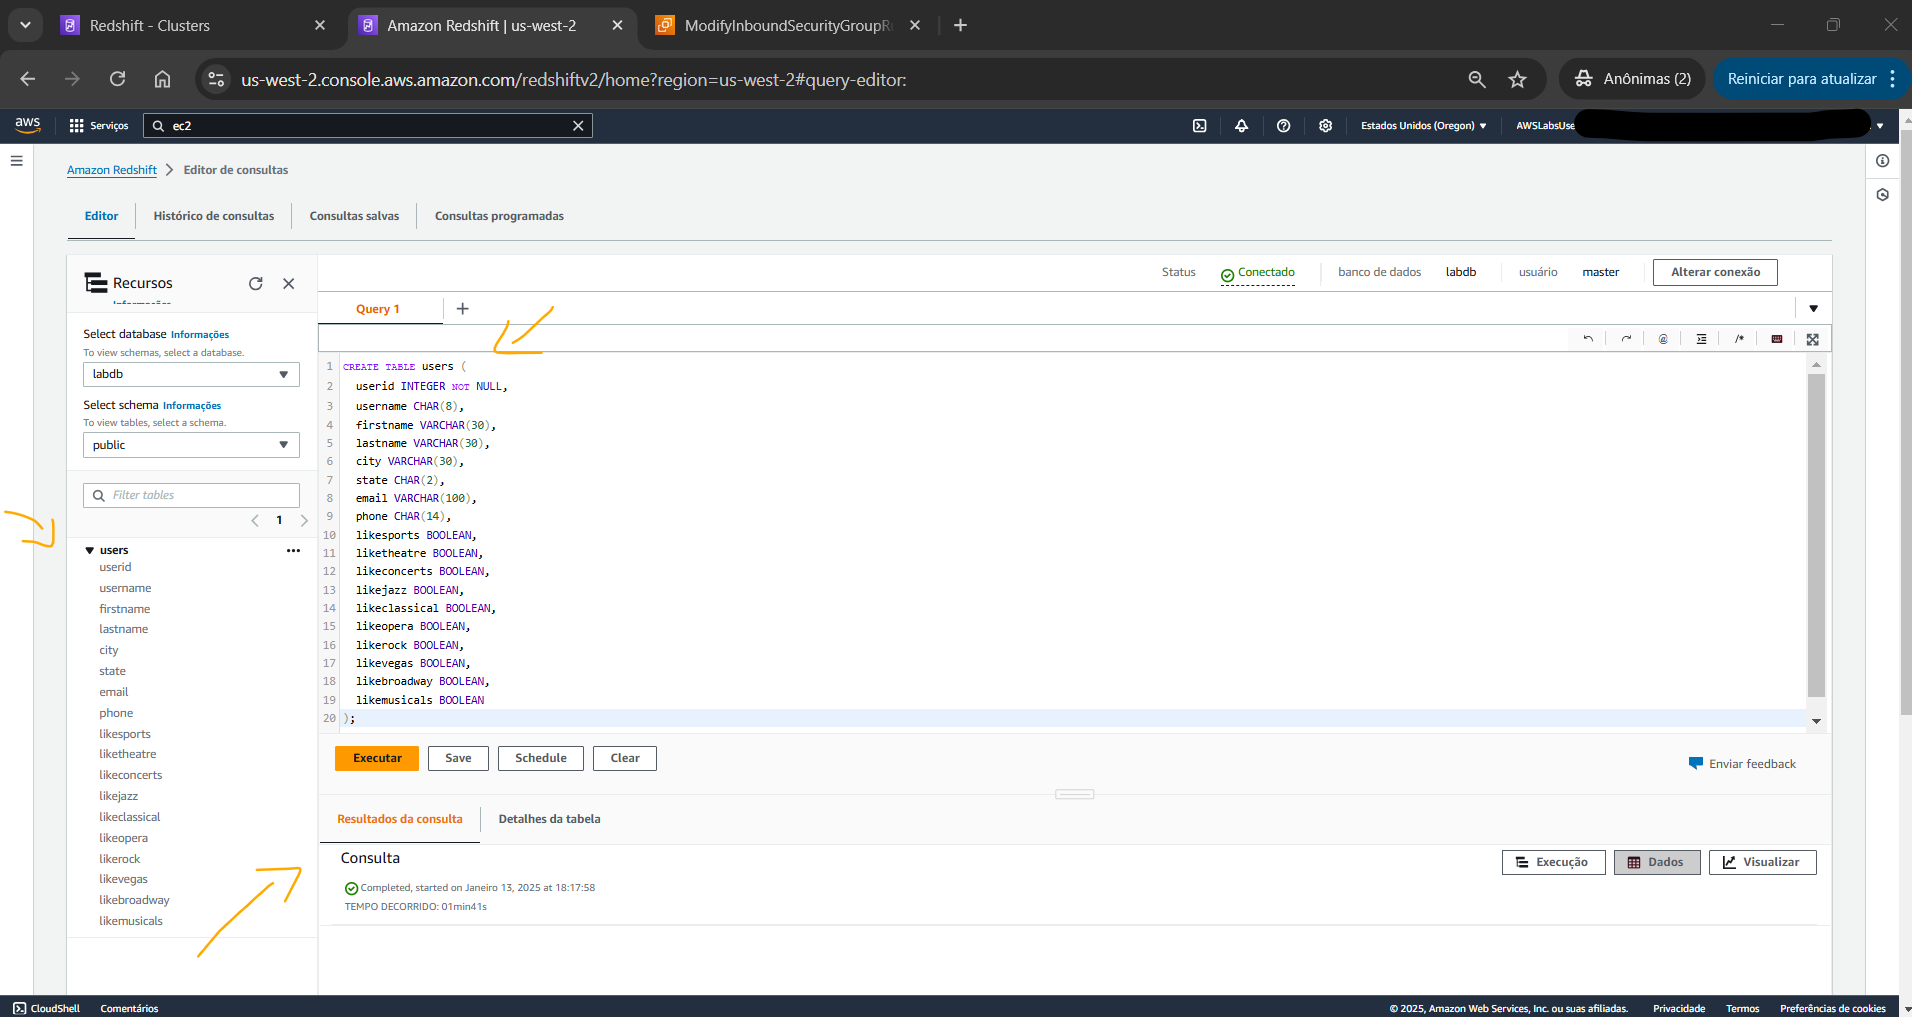 Redshift - Clusters
Amazon Redshift | us-west-2
ModifyInboundSecurityGroupRu
us-west-2.console.aws.amazon.com/redshiftv2/home?region=us-west-2#query-editor:
Anônimas (2)
Reiniciar para atualizar
aws
Serviços
ec2
Estados Unidos (Oregon)
AWSLabsUse
Amazon Redshift
Editor de consultas
Editor
Histórico de consultas
Consultas salvas
Consultas programadas
Recursos
Informações
Status
Conectado
banco de dados
labdb
usuário
master
Alterar conexão
Query 1
Select database Informações
To view schemas, select a database.
labdb
Select schema Informações
To view tables, select a schema.
public
Filter tables
1
users
userid
username
firstname
lastname
city
state
email
phone
likesports
liketheatre
likeconcerts
likejazz
likeclassical
likeopera
likerock
likevegas
likebroadway
likemusicals
1 CREATE TABLE users (
2 userid INTEGER NOT NULL,
3 username CHAR(8),
4 firstname VARCHAR(30),
5 lastname VARCHAR(30),
6 city VARCHAR(30),
7 state CHAR(2),
8 email VARCHAR(100),
9 phone CHAR(14),
10 likesports BOOLEAN,
11 liketheatre BOOLEAN,
12 likeconcerts BOOLEAN,
13 likejazz BOOLEAN,
14 likeclassical BOOLEAN,
15 likeopera BOOLEAN,
16 likerock BOOLEAN,
17 likevegas BOOLEAN,
18 likebroadway BOOLEAN,
19 likemusicals BOOLEAN
20 );
Executar
Save
Schedule
Clear
Enviar feedback
Resultados da consulta
Detalhes da tabela
Consulta
Execução
Dados
Visualizar
Completed, started on Janeiro 13, 2025 at 18:17:58
TEMPO DECORRIDO: 01min41s
CloudShell
Comentários
© 2025, Amazon Web Services, Inc. ou suas afiliadas.
Privacidade
Termos
Preferências de cookies